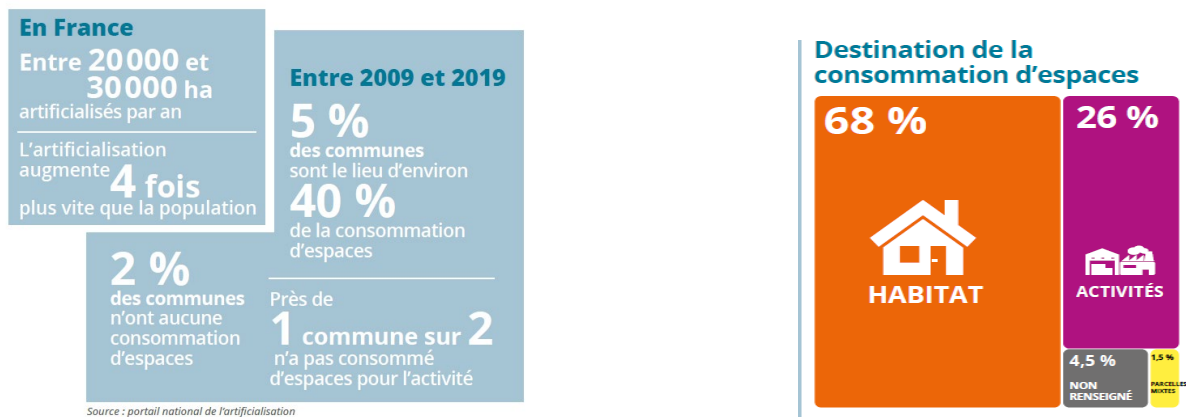 En France
Entre 20 000 et
30 000 ha
artificialisés par an
L'artificialisation
augmente 4 fois
plus vite que la population
Entre 2009 et 2019
5 %
des communes
sont le lieu d'environ
40 %
de la consommation
d'espaces
2 %
des communes
n'ont aucune
consommation
d'espaces
Près de
1 commune sur 2
n'a pas consommé
d'espaces pour l'activité
Source : portail national de l'artificialisation
Destination de la
consommation d'espaces
68 %
HABITAT
26 %
ACTIVITÉS
4,5 %
NON
RENSEIGNÉ
1,5 %
PARCELLES
MIXTES